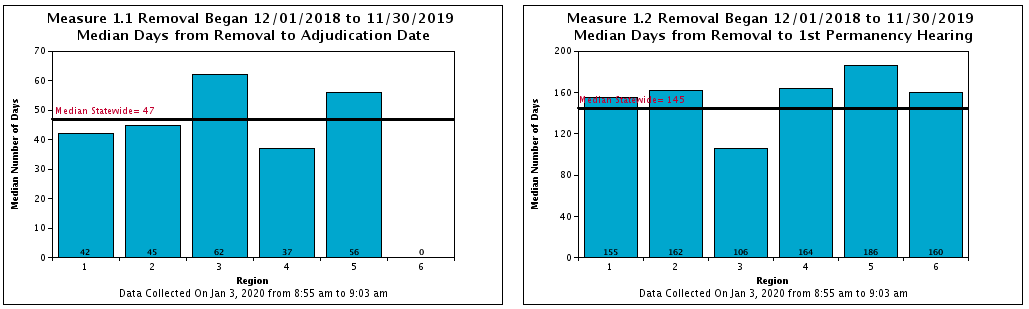 Measure 1.1 Removal Began 12/01/2018 to 11/30/2019
Median Days from Removal to Adjudication Date
Median Number of Days
70
60
50
40
30
20
10
0
Median Statewide= 47
42 45 62 37 56 0
1 2 3 4 5 6
Region
Data Collected On Jan 3, 2020 from 8:55 am to 9:03 am
Measure 1.2 Removal Began 12/01/2018 to 11/30/2019
Median Days from Removal to 1st Permanency Hearing
Median Number of Days
200
160
120
80
40
0
Median Statewide= 145
155 162 106 164 186 160
1 2 3 4 5 6
Region
Data Collected On Jan 3, 2020 from 8:55 am to 9:03 am